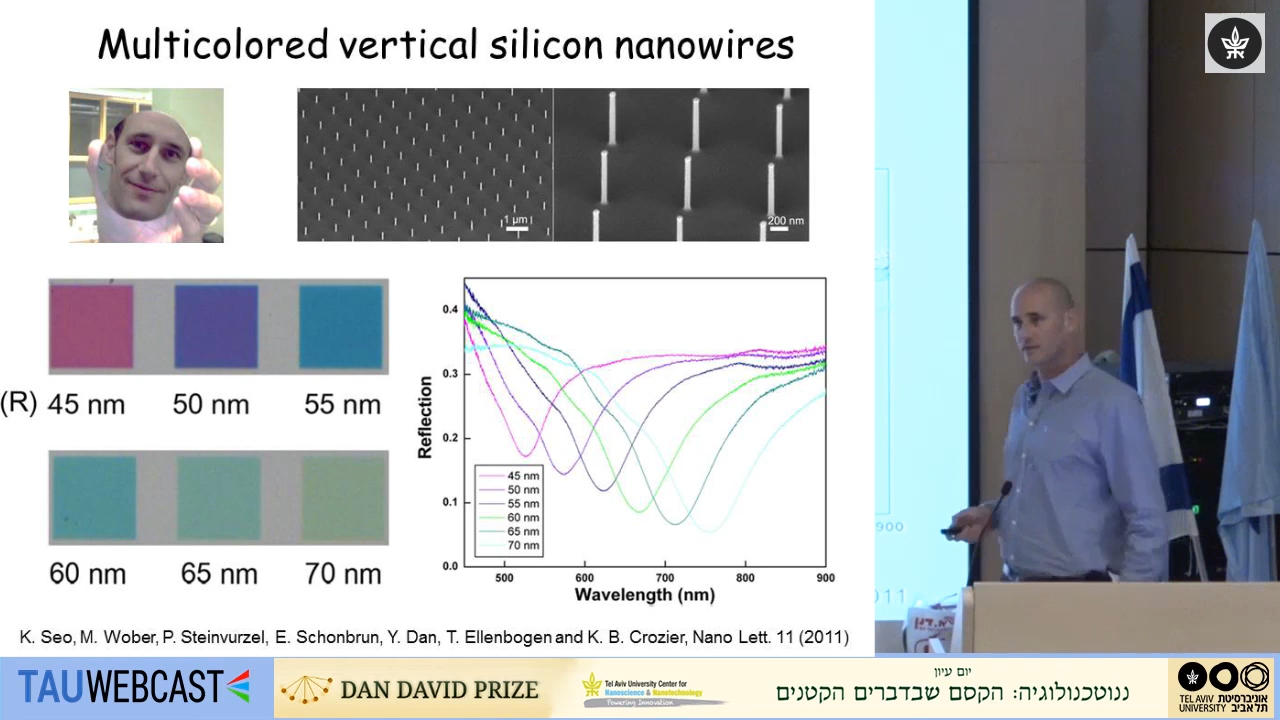 Multicolored vertical silicon nanowires
1 µm
200 nm
(R) 45 nm 50 nm 55 nm
60 nm 65 nm 70 nm
Reflection
0.4
0.3
0.2
0.1
0.0
45 nm
50 nm
55 nm
60 nm
65 nm
70 nm
500 600 700 800 900
Wavelength (nm)
K. Seo, M. Wober, P. Steinvurzel, E. Schonbrun, Y. Dan, T. Ellenbogen and K. B. Crozier, Nano Lett. 11 (2011)
900
011
TAUWEBCAST
DAN DAVID PRIZE
Tel Aviv University Center for
Nanoscience & Nanotechnology
Powering Innovation
יום עיון
ננוטכנולוגיה: הקסם שבדברים הקטנים
TEL AVIV UNIVERSITY
אוניברסיטת תל אביב